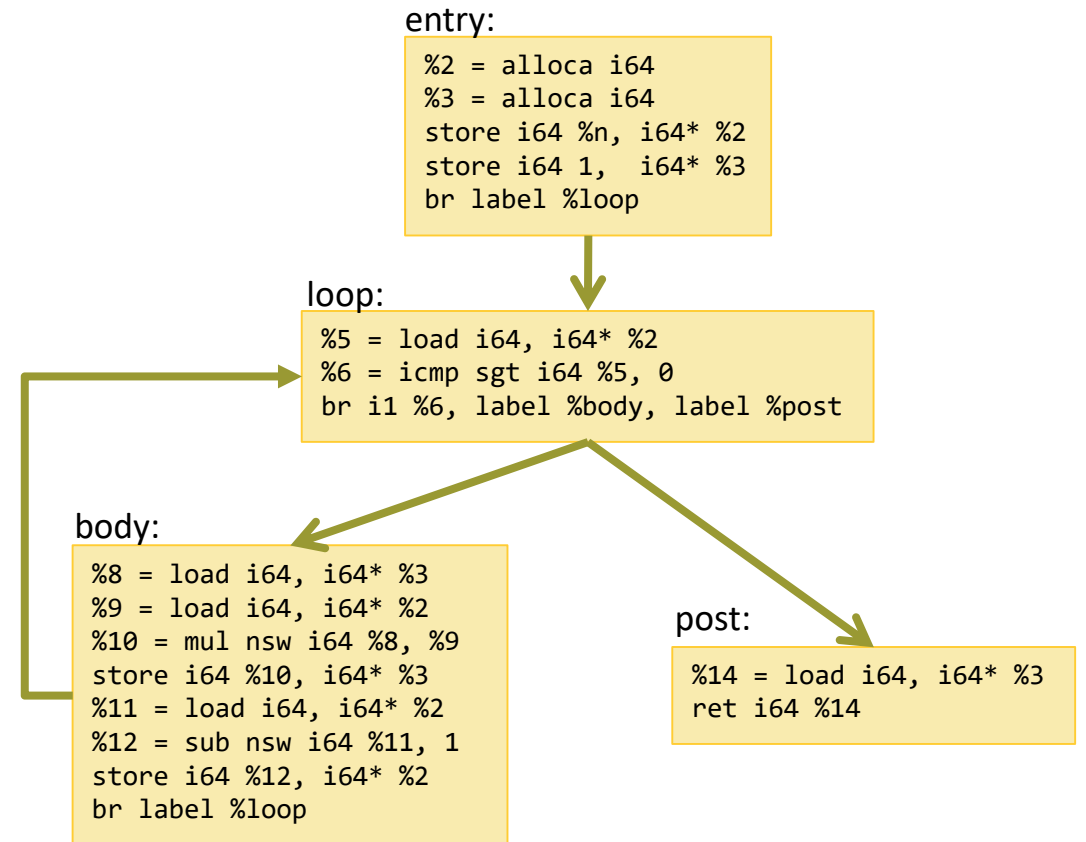 entry:
%2 = alloca i64
%3 = alloca i64
store i64 %n, i64* %2
store i64 1,  i64* %3
br label %loop
loop:
%5 = load i64, i64* %2
%6 = icmp sgt i64 %5, 0
br i1 %6, label %body, label %post
body:
%8 = load i64, i64* %3
%9 = load i64, i64* %2
%10 = mul nsw i64 %8, %9
store i64 %10, i64* %3
%11 = load i64, i64* %2
%12 = sub nsw i64 %11, 1
store i64 %12, i64* %2
br label %loop
post:
%14 = load i64, i64* %3
ret i64 %14